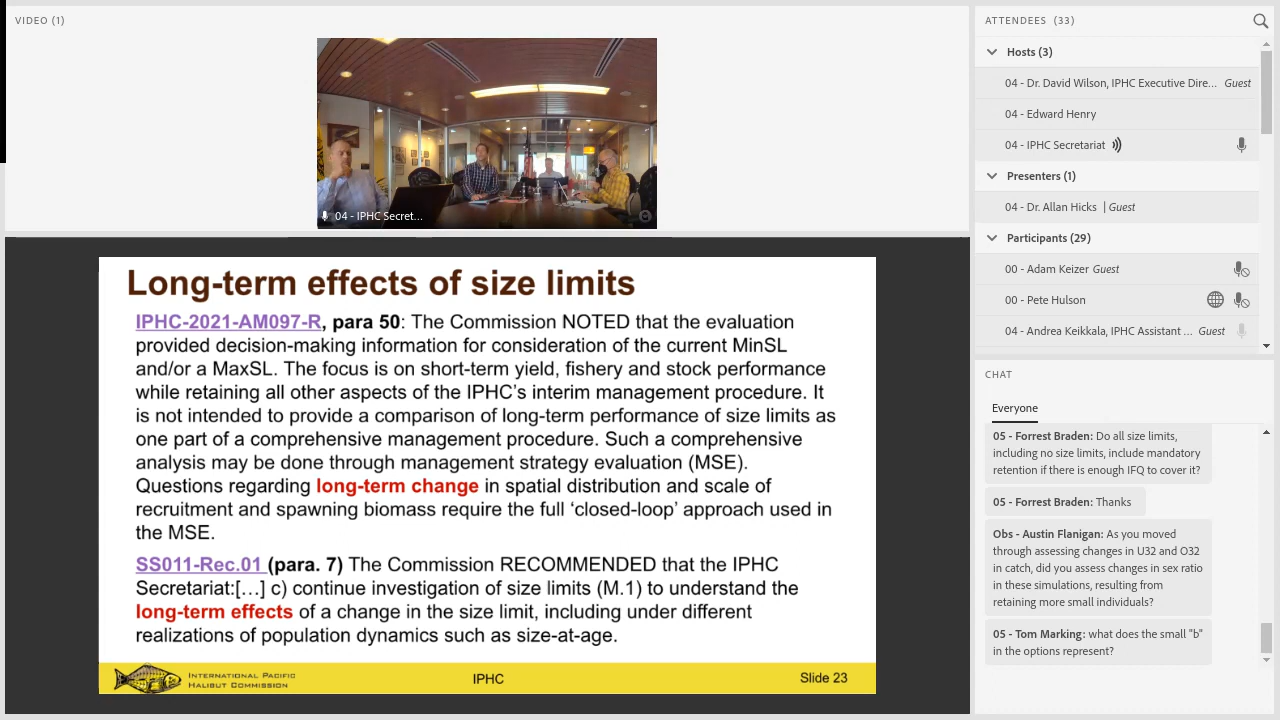 VIDEO (1)
04 - IPHC Secret...
Long-term effects of size limits
IPHC-2021-AM097-R, para 50: The Commission NOTED that the evaluation
provided decision-making information for consideration of the current MinSL
and/or a MaxSL. The focus is on short-term yield, fishery and stock performance
while retaining all other aspects of the IPHC's interim management procedure. It
is not intended to provide a comparison of long-term performance of size limits as
one part of a comprehensive management procedure. Such a comprehensive
analysis may be done through management strategy evaluation (MSE).
Questions regarding long-term change in spatial distribution and scale of
recruitment and spawning biomass require the full ‘closed-loop’ approach used in
the MSE.
SS011-Rec.01 (para. 7) The Commission RECOMMENDED that the IPHC
Secretariat:[…] c) continue investigation of size limits (M.1) to understand the
long-term effects of a change in the size limit, including under different
realizations of population dynamics such as size-at-age.
INTERNATIONAL PACIFIC
HALIBUT COMMISSION
IPHC
Slide 23
ATTENDEES (33)
Hosts (3)
04 - Dr. David Wilson, IPHC Executive Dire... Guest
04 - Edward Henry
04 - IPHC Secretariat
Presenters (1)
04 - Dr. Allan Hicks | Guest
Participants (29)
00 - Adam Keizer Guest
00 - Pete Hulson
04 - Andrea Keikkala, IPHC Assistant ... Guest
CHAT
Everyone
05 - Forrest Braden: Do all size limits,
including no size limits, include mandatory
retention if there is enough IFQ to cover it?
05 - Forrest Braden: Thanks
Obs - Austin Flanigan: As you moved
through assessing changes in U32 and O32
in catch, did you assess changes in sex ratio
in these simulations, resulting from
retaining more small individuals?
05 - Tom Marking: what does the small "b"
in the options represent?